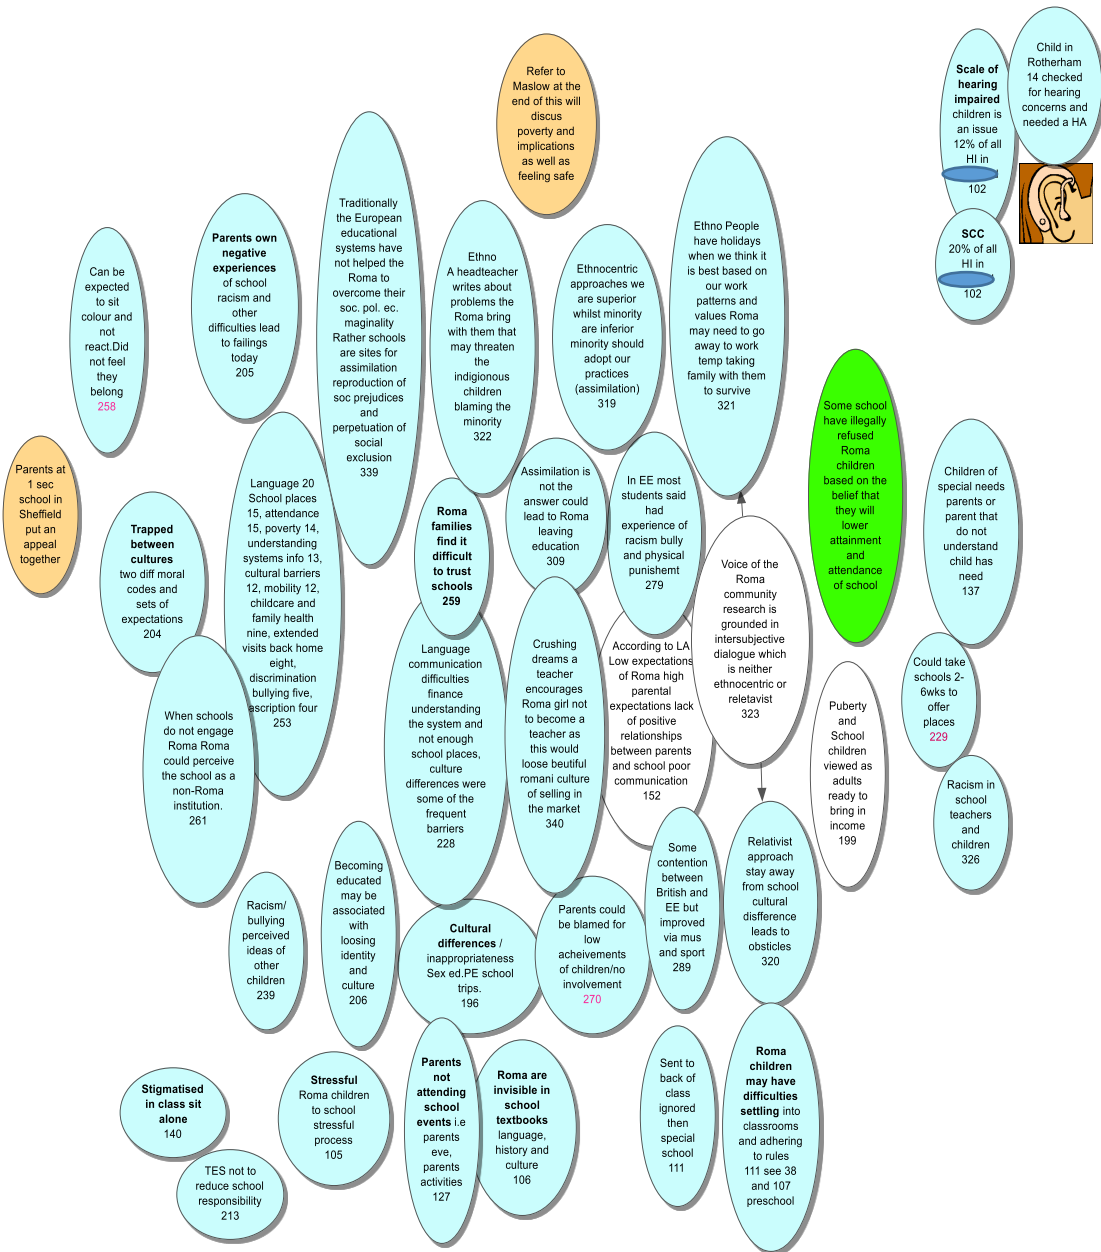 Refer to
Maslow at the
end of this will
discus
poverty and
implications
as well as
feeling safe
Scale of
hearing
impaired
children is
an issue
12% of all
HI in
102
Child in
Rotherham
14 checked
for hearing
concerns and
needed a HA
SCC
20% of all
HI in
102
Can be
expected
to sit
colour and
not
react.Did
not feel
they
belong
258
Parents own
negative
experiences
of school
racism and
other
difficulties lead
to failings
today
205
Traditionally
the European
educational
systems have
not helped the
Roma to
overcome their
soc. pol. ec.
maginality
Rather schools
are sites for
assimilation
reproduction of
soc prejudices
and
perpetuation of
social
exclusion
339
Ethno
A headteacher
writes about
problems the
Roma bring
with them that
may threaten
the
indigionous
children
blaming the
minority
322
Ethnocentric
approaches we
are superior
whilst minority
are inferior
minority should
adopt our
practices
(assimilation)
319
Ethno People
have holidays
when we think it
is best based on
our work
patterns and
values Roma
may need to go
away to work
temp taking
family with them
to survive
321
Some school
have illegally
refused
Roma
children
based on the
belief that
they will
lower
attainment
and
attendance
of school
Children of
special needs
parents or
parent that
do not
understand
child has
need
137
Parents at
1 sec
school in
Sheffield
put an
appeal
together
Trapped
between
cultures
two diff moral
codes and
sets of
expectations
204
Language 20
School places
15, attendance
15, poverty 14,
understanding
systems info 13,
cultural barriers
12, mobility 12,
childcare and
family health
nine, extended
visits back home
eight,
discrimination
bullying five,
ascription four
253
Roma
families
find it
difficult
to trust
schools
259
Assimilation is
not the
answer could
lead to Roma
leaving
education
309
In EE most
students said
had
experience of
racism bully
and physical
punishemt
279
Voice of the
Roma
community
research is
grounded in
intersubjective
dialogue which
is neither
ethnocentric or
reletavist
323
When schools
do not engage
Roma Roma
could perceive
the school as a
non-Roma
institution.
261
Language
communication
difficulties
finance
understanding
the system and
not enough
school places,
culture
differences were
some of the
frequent
barriers
228
Crushing
dreams a
teacher
encourages
Roma girl not
to become a
teacher as
this would
loose beutiful
romani culture
of selling in
the market
340
According to LA
Low expectations
of Roma high
parental
expectations lack
of positive
relationships
between parents
and school poor
communication
152
Puberty
and
School
children
viewed as
adults
ready to
bring in
income
199
Could take
schools 2-
6wks to
offer
places
229
Racism in
school
teachers
and
children
326
Racism/
bullying
perceived
ideas of
other
children
239
Becoming
educated
may be
associated
with
loosing
identity
and
culture
206
Cultural
differences /
inappropriateness
Sex ed.PE school
trips.
196
Parents could
be blamed for
low
acheivements
of children/no
involvement
270
Some
contention
between
British and
EE but
improved
via mus
and sport
289
Relativist
approach
stay away
from school
cultural
disfference
leads to
obsticles
320
Stigmatised
in class sit
alone
140
TES not to
reduce school
responsibility
213
Stressful
Roma children
to school
stressful
process
105
Parents
not
attending
school
events i.e
parents
eve,
parents
activities
127
Roma are
invisible in
school
textbooks
language,
history and
culture
106
Sent to
back of
class
ignored
then
special
school
111
Roma
children
may have
difficulties
settling into
classrooms
and adhering
to rules
111 see 38
and 107
preschool